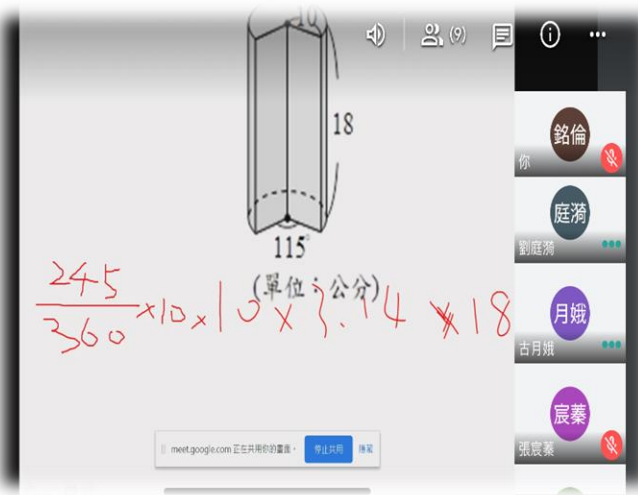 10
(9)
18
115°
(單位：公分)
245/360 ×10×10×3.14 ×18
銘倫
你
庭漪
劉庭漪
月娥
古月娥
宸蓁
張宸蓁
meet.google.com 正在共用你的畫面。 停止共用 隱藏